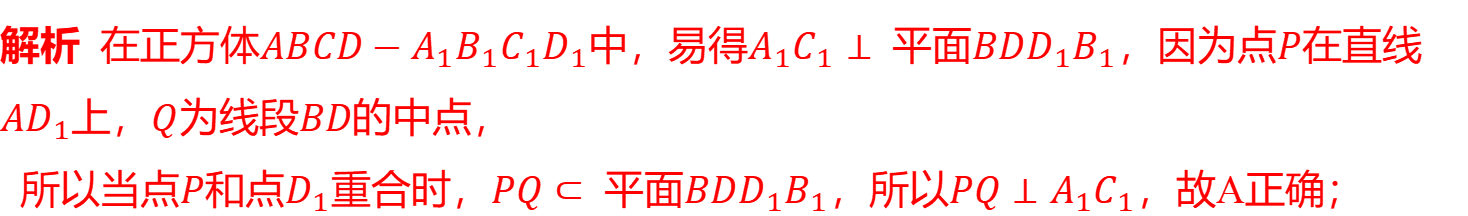 解析 在正方体ABCD − A₁B₁C₁D₁中，易得A₁C₁ ⊥ 平面BDD₁B₁，因为点P在直线
AD₁上，Q为线段BD的中点，
所以当点P和点D₁重合时，PQ ⊂ 平面BDD₁B₁，所以PQ ⊥ A₁C₁，故A正确；